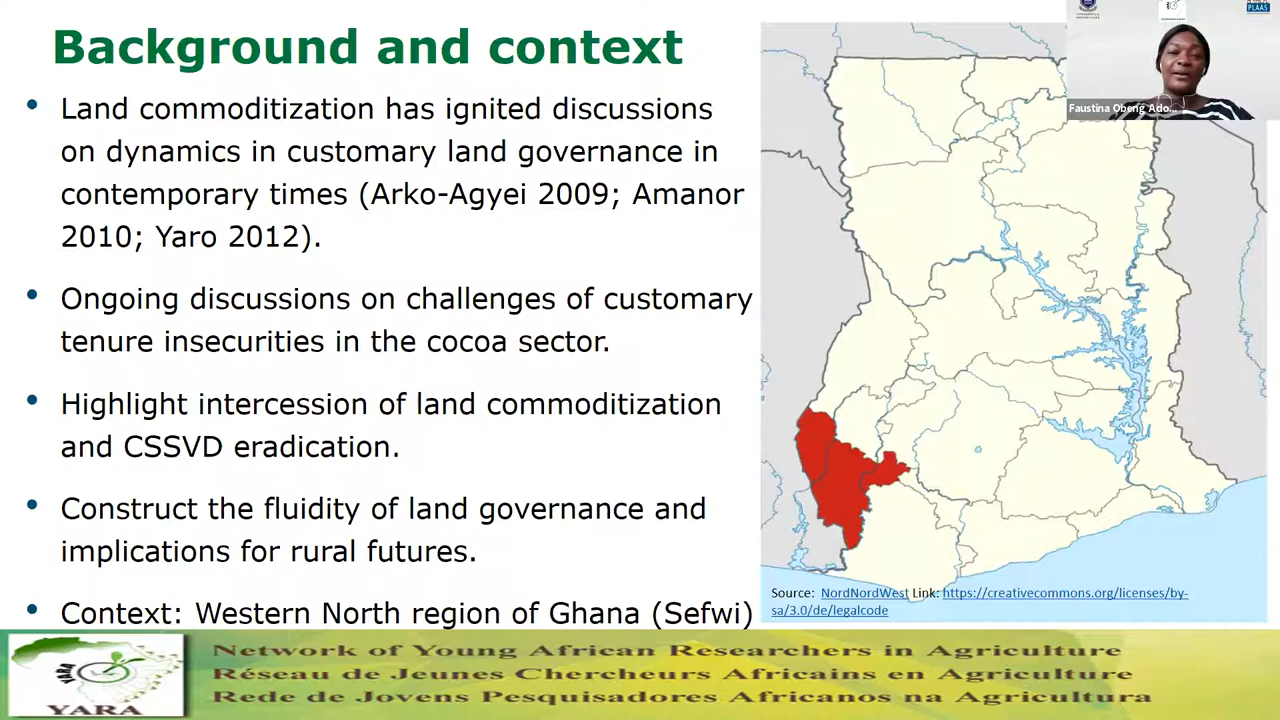 Background and context
• Land commoditization has ignited discussions
on dynamics in customary land governance in
contemporary times (Arko-Agyei 2009; Amanor
2010; Yaro 2012).
• Ongoing discussions on challenges of customary
tenure insecurities in the cocoa sector.
• Highlight intercession of land commoditization
and CSSVD eradication.
• Construct the fluidity of land governance and
implications for rural futures.
• Context: Western North region of Ghana (Sefwi)
PLAAS
Faustina Obeng Ado...
Source: NordNordWest Link: https://creativecommons.org/licenses/by-
sa/3.0/de/legalcode
YARA
YARA
Network of Young African Researchers in Agriculture
Réseau de Jeunes Chercheurs Africains en Agriculture
Rede de Jovens Pesquisadores Africanos na Agricultura